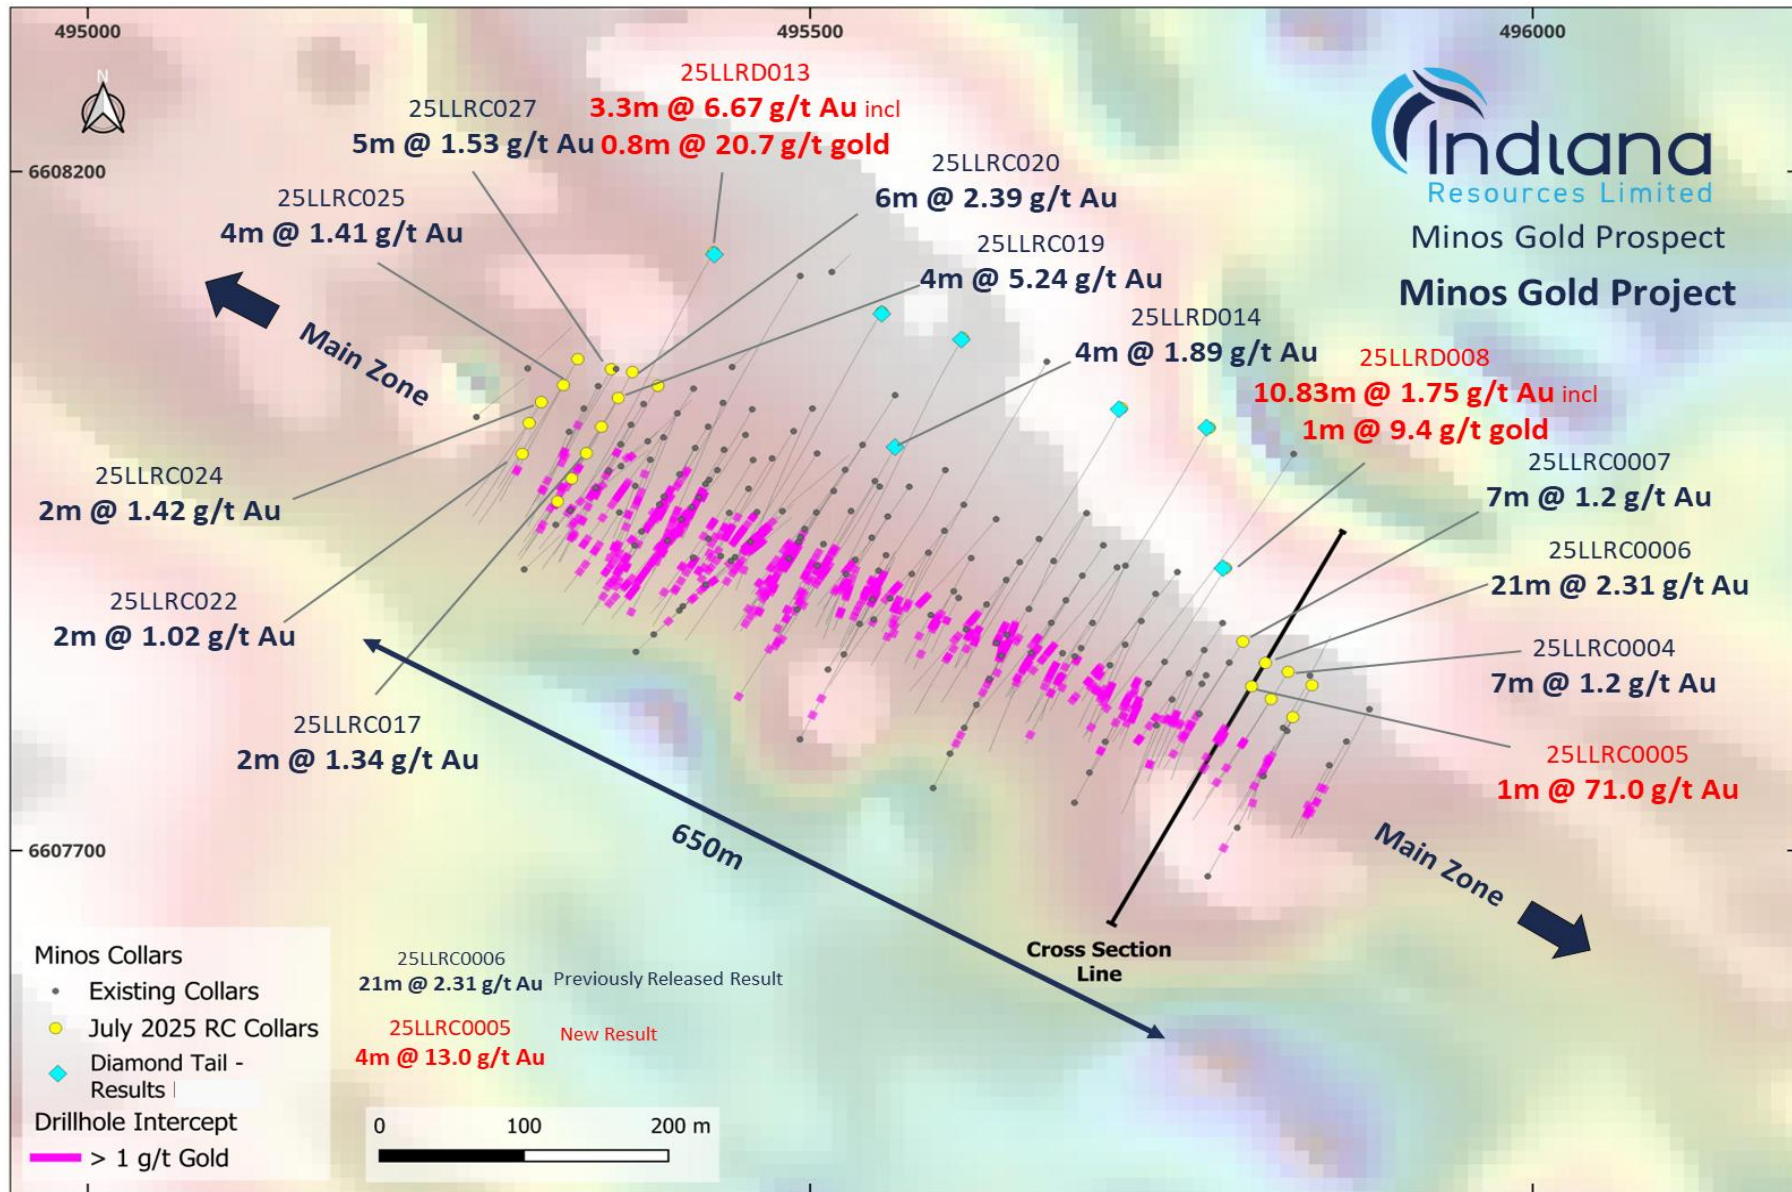 495000
495500
496000
6608200
6607700
N
25LLRD013
3.3m @ 6.67 g/t Au incl
0.8m @ 20.7 g/t gold
25LLRC027
5m @ 1.53 g/t Au
25LLRC020
6m @ 2.39 g/t Au
25LLRC025
4m @ 1.41 g/t Au
25LLRC019
4m @ 5.24 g/t Au
25LLRD014
4m @ 1.89 g/t Au
Indiana
Resources Limited
Minos Gold Prospect
Minos Gold Project
25LLRD008
10.83m @ 1.75 g/t Au incl
1m @ 9.4 g/t gold
Main Zone
25LLRC0007
7m @ 1.2 g/t Au
25LLRC024
2m @ 1.42 g/t Au
25LLRC0006
21m @ 2.31 g/t Au
25LLRC022
2m @ 1.02 g/t Au
25LLRC0004
7m @ 1.2 g/t Au
25LLRC017
2m @ 1.34 g/t Au
25LLRC0005
1m @ 71.0 g/t Au
650m
Main Zone
Cross Section
Line
Minos Collars
Existing Collars
July 2025 RC Collars
Diamond Tail -
Results
Drillhole Intercept
> 1 g/t Gold
25LLRC0006
21m @ 2.31 g/t Au Previously Released Result
25LLRC0005
4m @ 13.0 g/t Au New Result
0 100 200 m